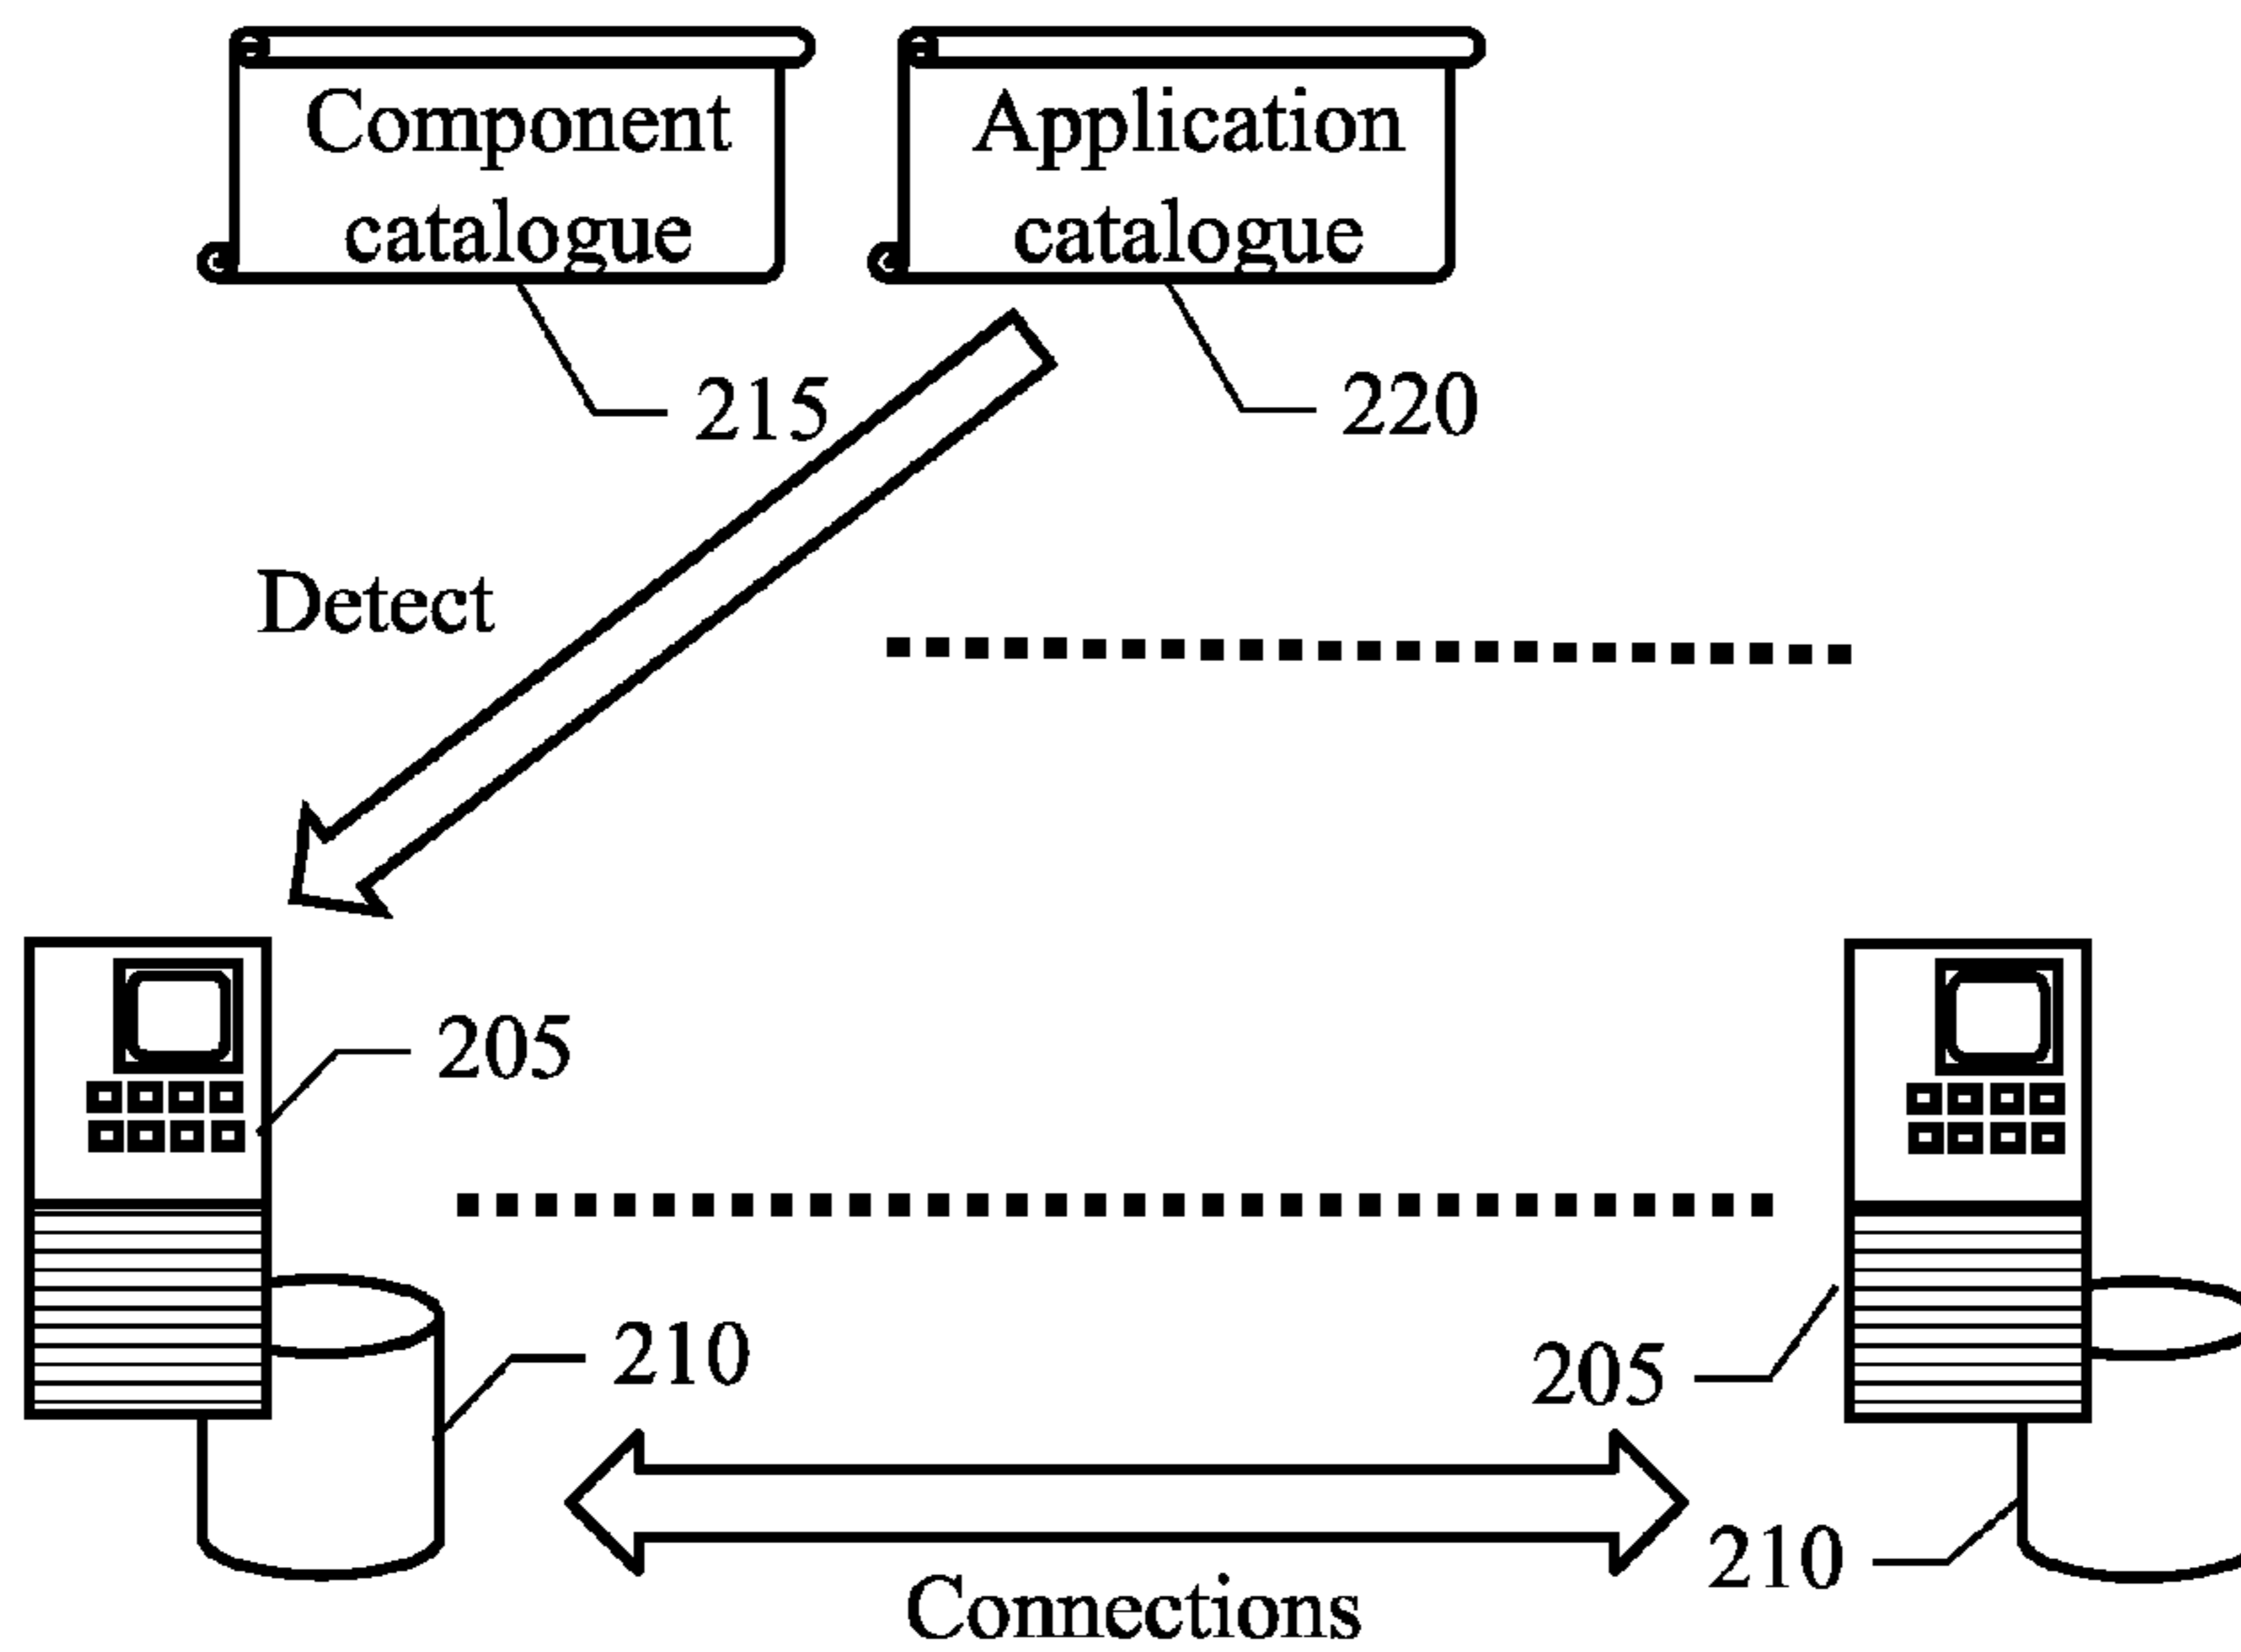 Component
catalogue
Application
catalogue
215
220
Detect
205
210
205
210
Connections